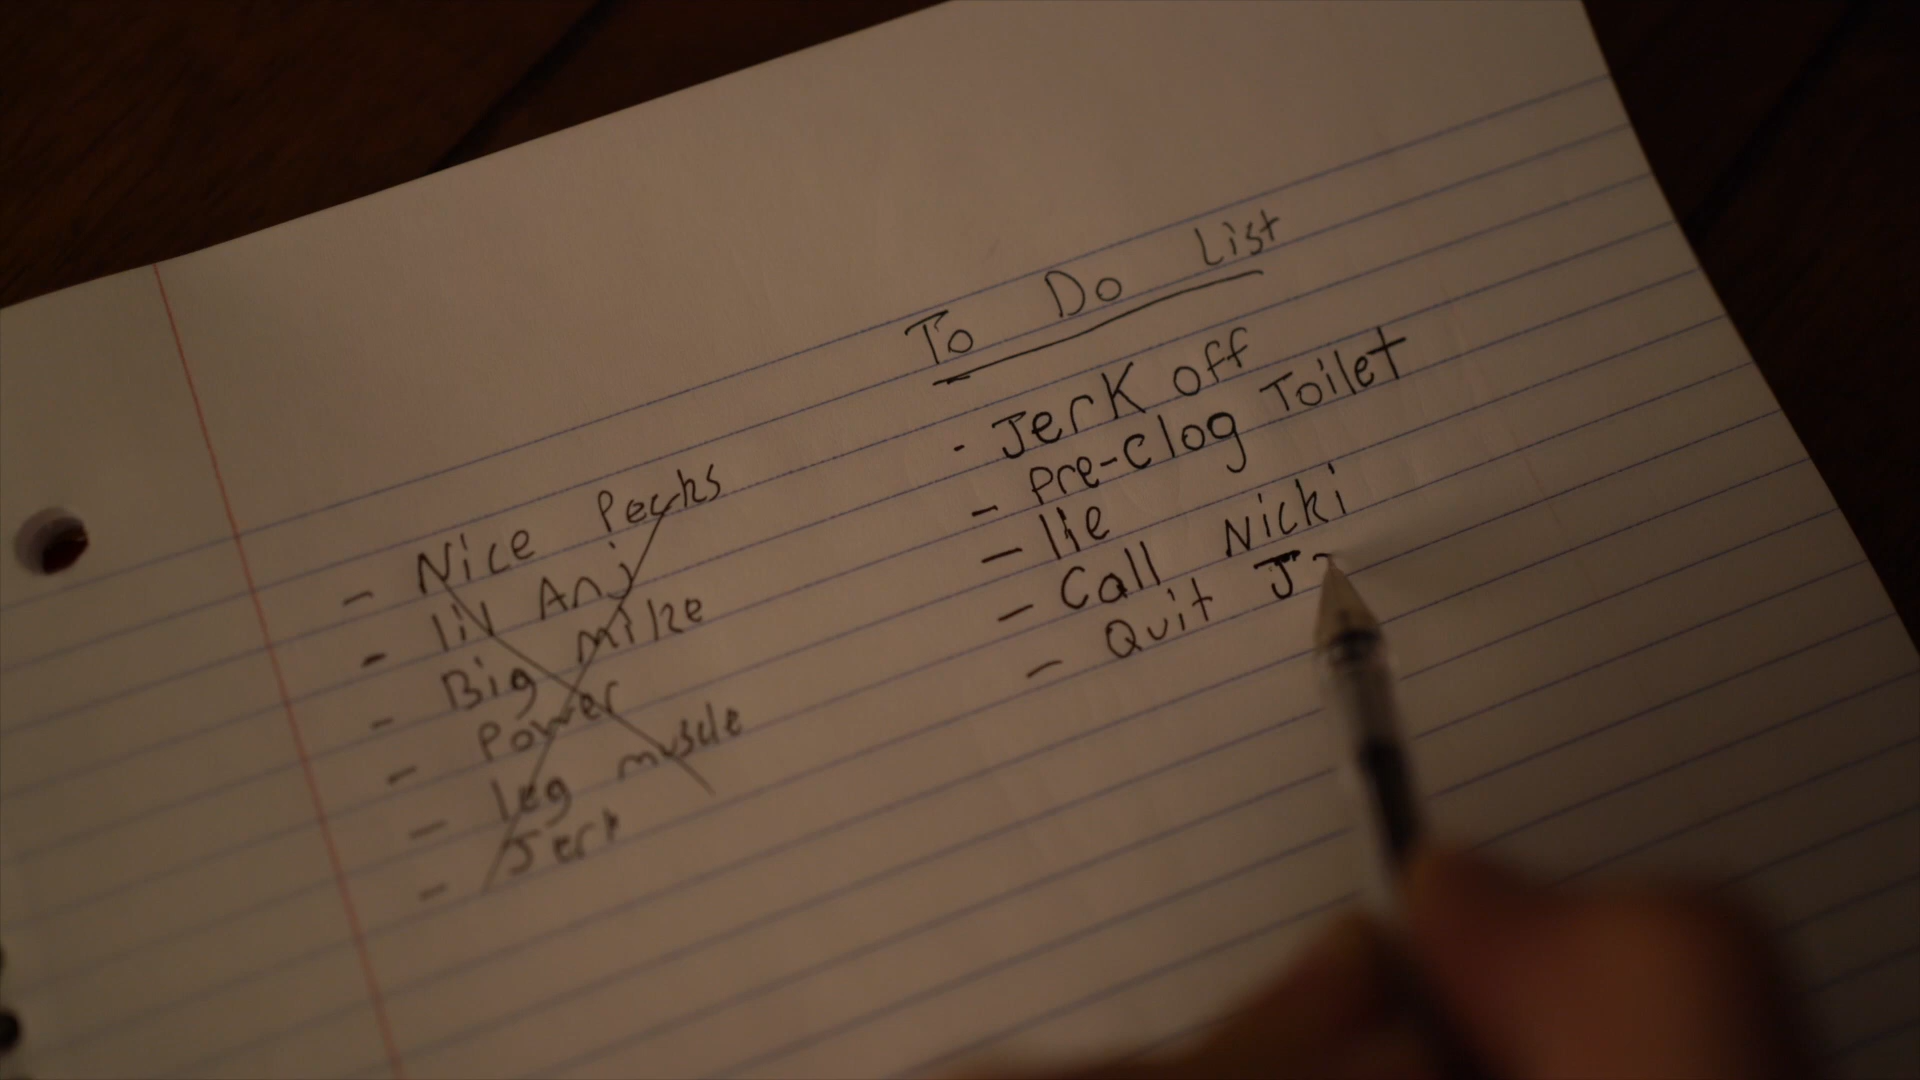 To Do List
- Jerk off
- Pre-Clog Toilet
- lie
- Call Nicki
- Quit J
- Nice Pecks
- lil Anj
- Big mike
- Power
- leg muscle
- Jerk